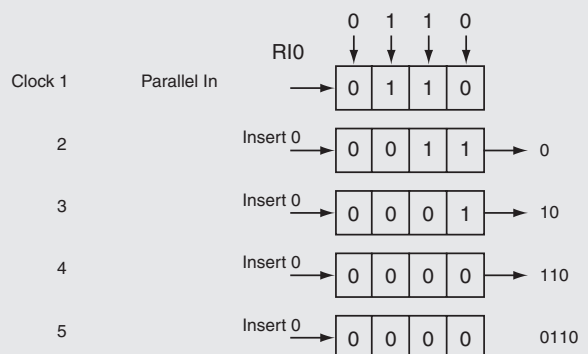 0 1 1 0
RI0
Clock 1 Parallel In 0 1 1 0
2 Insert 0 0 0 1 1 0
3 Insert 0 0 0 0 1 10
4 Insert 0 0 0 0 0 110
5 Insert 0 0 0 0 0 0110